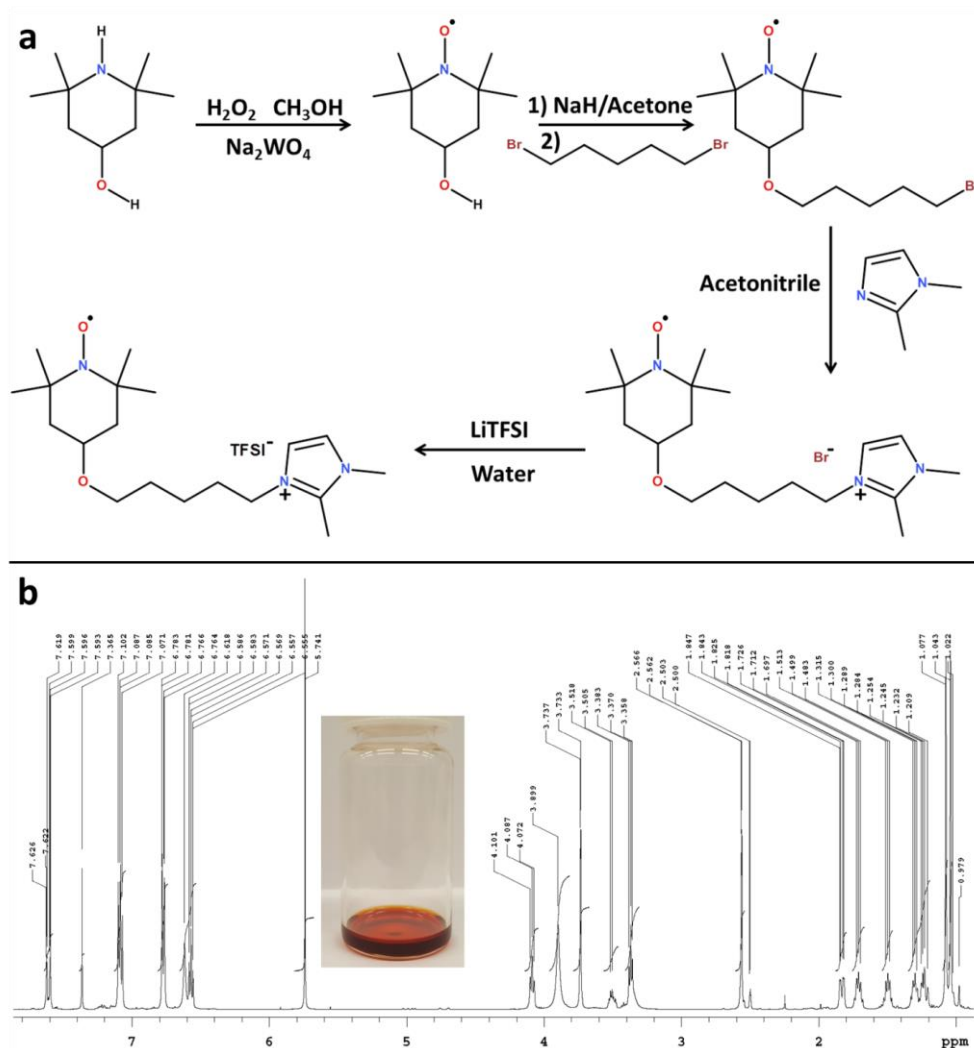 a
H
N
O
H
H₂O₂ CH₃OH
Na₂WO₄
O•
N
O
H
1) NaH/Acetone
2)
Br
Br
O•
N
O
B
Acetonitrile
N
N
O•
N
O
Br-
N
+
N
LiTFSI
Water
O•
N
O
TFSI-
N
+
N
b
7.626
7.622
7.619
7.599
7.596
7.593
7.365
7.102
7.087
7.085
7.071
6.783
6.781
6.766
6.764
6.618
6.586
6.583
6.571
6.569
6.557
6.555
5.741
4.101
4.087
4.072
3.899
3.737
3.733
3.518
3.505
3.383
3.370
3.358
2.566
2.562
2.503
2.500
1.847
1.843
1.825
1.818
1.726
1.712
1.697
1.513
1.499
1.483
1.315
1.300
1.289
1.284
1.254
1.245
1.232
1.209
1.077
1.043
1.022
0.979
7 6 5 4 3 2 ppm